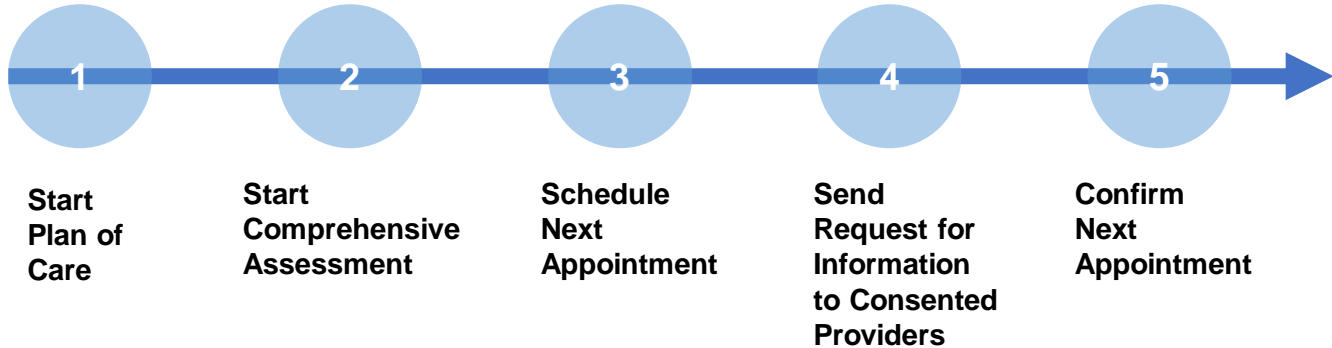 1
2
3
4
5
Start
Plan of
Care
Start
Comprehensive
Assessment
Schedule
Next
Appointment
Send
Request for
Information
to Consented
Providers
Confirm
Next
Appointment